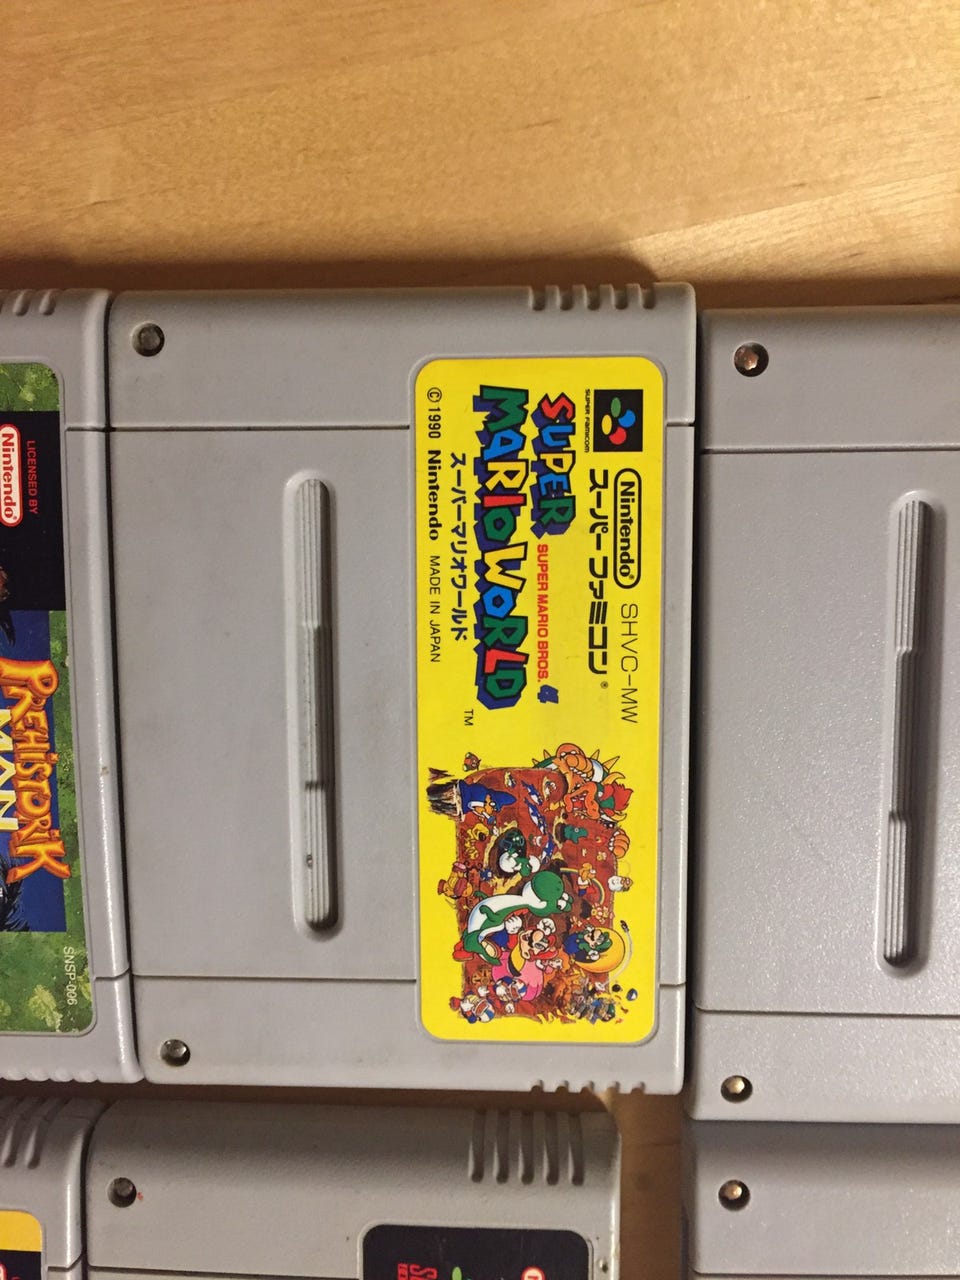 SUPER FAMICOM
Nintendo® SHVC-MW
スーパーファミコン®
SUPER MARIO BROS. 4
SUPER
MARIO WORLD™
スーパーマリオワールド
© 1990 Nintendo MADE IN JAPAN
LICENSED BY
Nintendo®
PREHISTORIK
MAN
SNSP-006